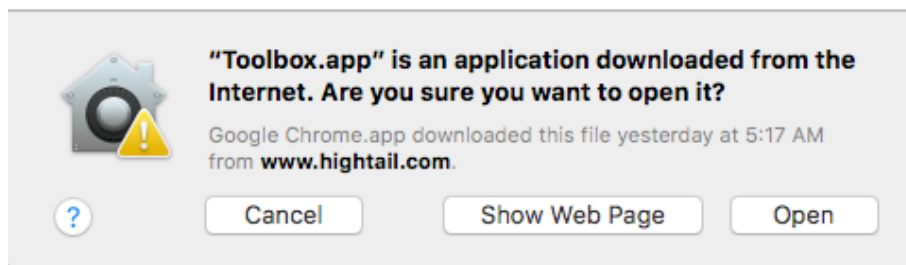 “Toolbox.app” is an application downloaded from the
Internet. Are you sure you want to open it?
Google Chrome.app downloaded this file yesterday at 5:17 AM
from www.hightail.com.
?
Cancel
Show Web Page
Open